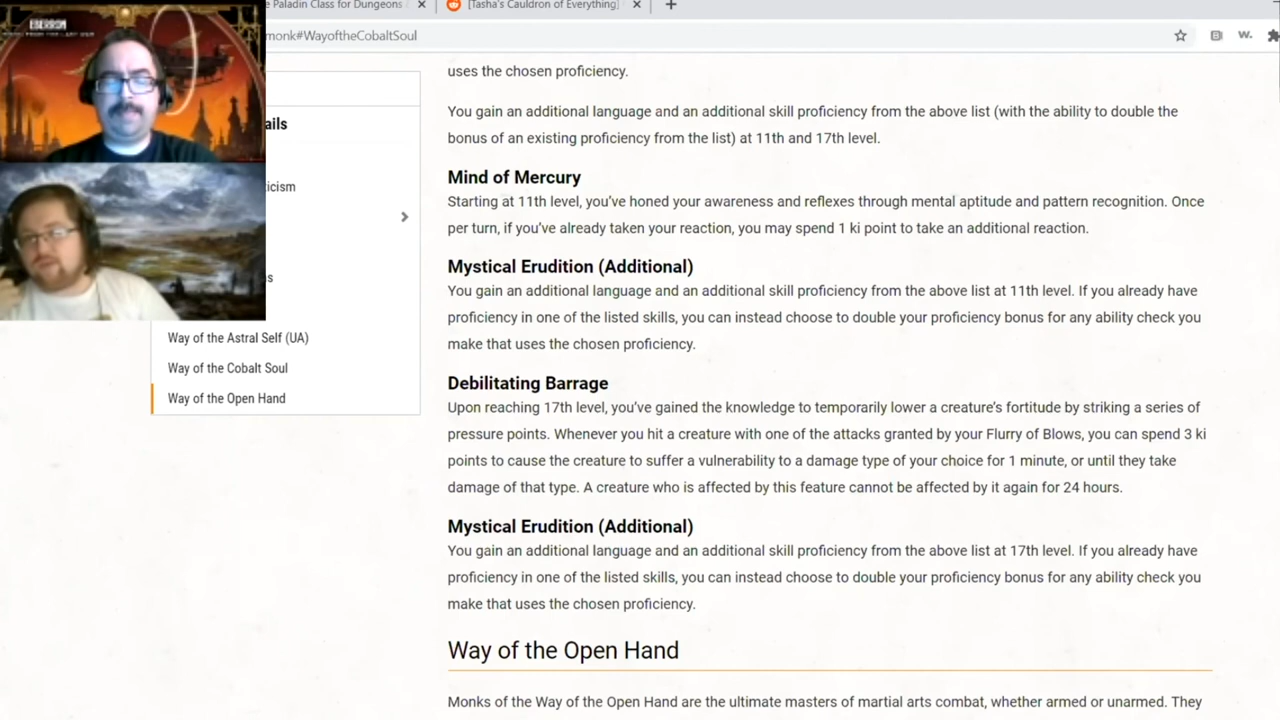 e Paladin Class for Dungeons
[Tasha's Cauldron of Everything]
monk#WayoftheCobaltSoul
EBERRON
ails
icism
s
Way of the Astral Self (UA)
Way of the Cobalt Soul
Way of the Open Hand
uses the chosen proficiency.
You gain an additional language and an additional skill proficiency from the above list (with the ability to double the
bonus of an existing proficiency from the list) at 11th and 17th level.
Mind of Mercury
Starting at 11th level, you've honed your awareness and reflexes through mental aptitude and pattern recognition. Once
per turn, if you've already taken your reaction, you may spend 1 ki point to take an additional reaction.
Mystical Erudition (Additional)
You gain an additional language and an additional skill proficiency from the above list at 11th level. If you already have
proficiency in one of the listed skills, you can instead choose to double your proficiency bonus for any ability check you
make that uses the chosen proficiency.
Debilitating Barrage
Upon reaching 17th level, you've gained the knowledge to temporarily lower a creature's fortitude by striking a series of
pressure points. Whenever you hit a creature with one of the attacks granted by your Flurry of Blows, you can spend 3 ki
points to cause the creature to suffer a vulnerability to a damage type of your choice for 1 minute, or until they take
damage of that type. A creature who is affected by this feature cannot be affected by it again for 24 hours.
Mystical Erudition (Additional)
You gain an additional language and an additional skill proficiency from the above list at 17th level. If you already have
proficiency in one of the listed skills, you can instead choose to double your proficiency bonus for any ability check you
make that uses the chosen proficiency.
Way of the Open Hand
Monks of the Way of the Open Hand are the ultimate masters of martial arts combat, whether armed or unarmed. They